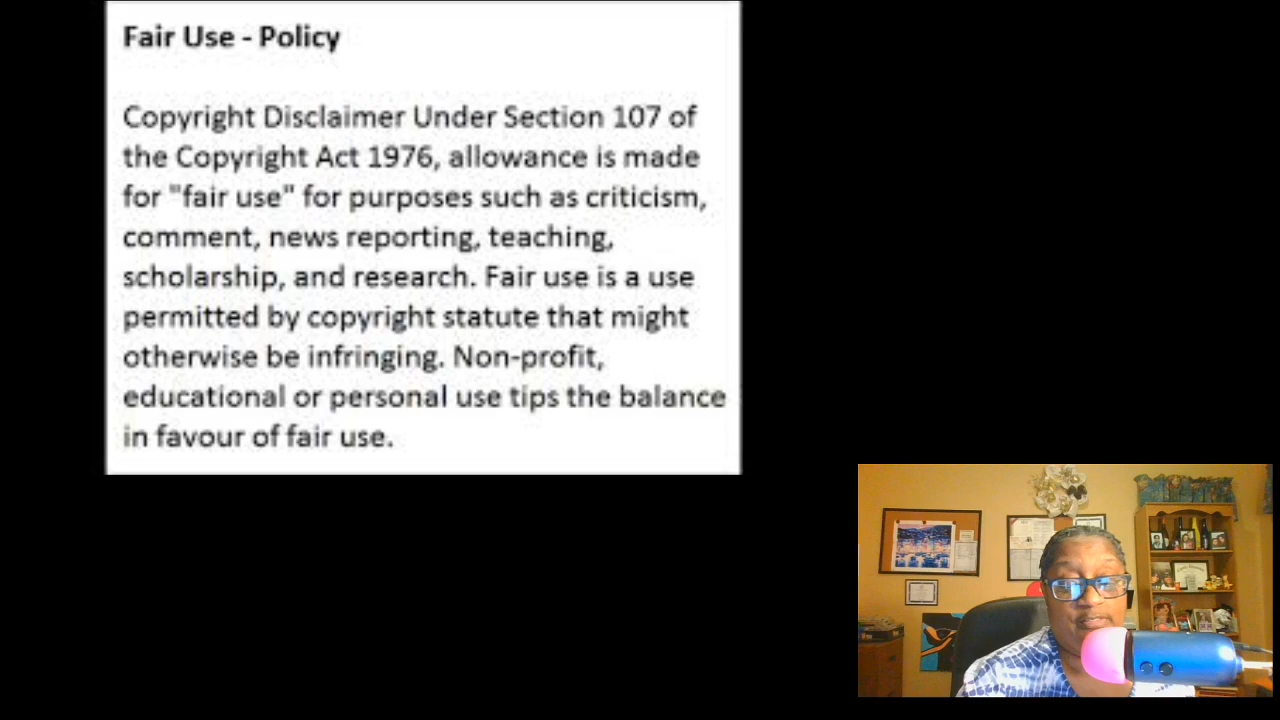 Fair Use - Policy
Copyright Disclaimer Under Section 107 of
the Copyright Act 1976, allowance is made
for "fair use" for purposes such as criticism,
comment, news reporting, teaching,
scholarship, and research. Fair use is a use
permitted by copyright statute that might
otherwise be infringing. Non-profit,
educational or personal use tips the balance
in favour of fair use.